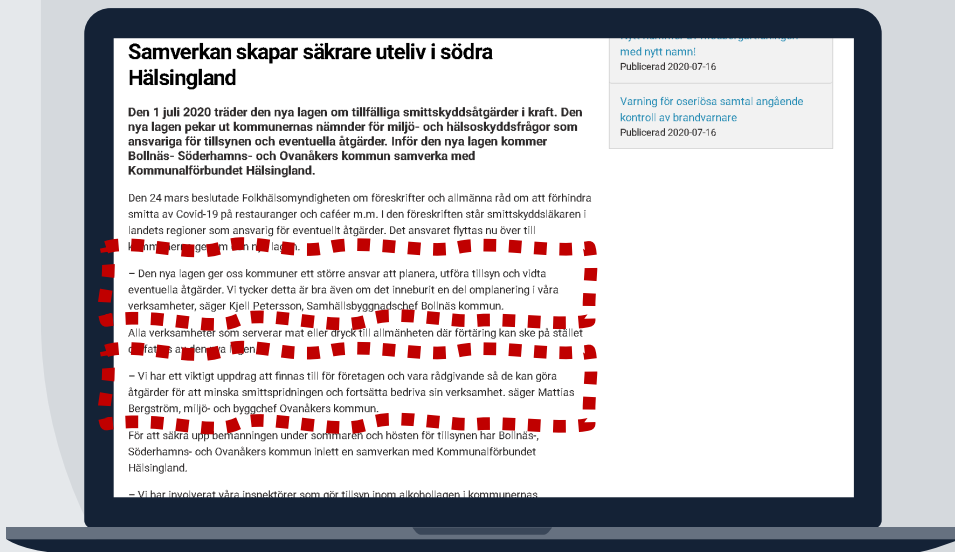 Samverkan skapar säkrare uteliv i södra
Hälsingland
Den 1 juli 2020 träder den nya lagen om tillfälliga smittskyddsåtgärder i kraft. Den
nya lagen pekar ut kommunernas nämnder för miljö- och hälsoskyddsfrågor som
ansvariga för tillsynen och eventuella åtgärder. Inför den nya lagen kommer
Bollnäs- Söderhamns- och Ovanåkers kommun samverka med
Kommunalförbundet Hälsingland.
Den 24 mars beslutade Folkhälsomyndigheten om föreskrifter och allmänna råd om att förhindra
smitta av Covid-19 på restauranger och caféer m.m. I den föreskriften står smittskyddsläkaren i
landets regioner som ansvarig för eventuellt åtgärder. Det ansvaret flyttas nu över till
– Den nya lagen ger oss kommuner ett större ansvar att planera, utföra tillsyn och vidta
eventuella åtgärder. Vi tycker detta är bra även om det inneburit en del omplanering i våra
verksamheter, säger Kjell Petersson, Samhällsbyggnadschef Bollnäs kommun.
Alla verksamheter som serverar mat eller dryck till allmänheten där förtäring kan ske på stället
– Vi har ett viktigt uppdrag att finnas till för företagen och vara rådgivande så de kan göra
åtgärder för att minska smittspridningen och fortsätta bedriva sin verksamhet. säger Mattias
Bergström, miljö- och byggchef Ovanåkers kommun.
För att säkra upp bemanningen under sommaren och hösten för tillsynen har Bollnäs-,
Söderhamns- och Ovanåkers kommun inlett en samverkan med Kommunalförbundet
Hälsingland.
– Vi har involverat våra inspektörer som gör tillsyn inom alkohollagen i kommunernas
med nytt namn!
Publicerad 2020-07-16
Varning för oseriösa samtal angående
kontroll av brandvarnare
Publicerad 2020-07-16